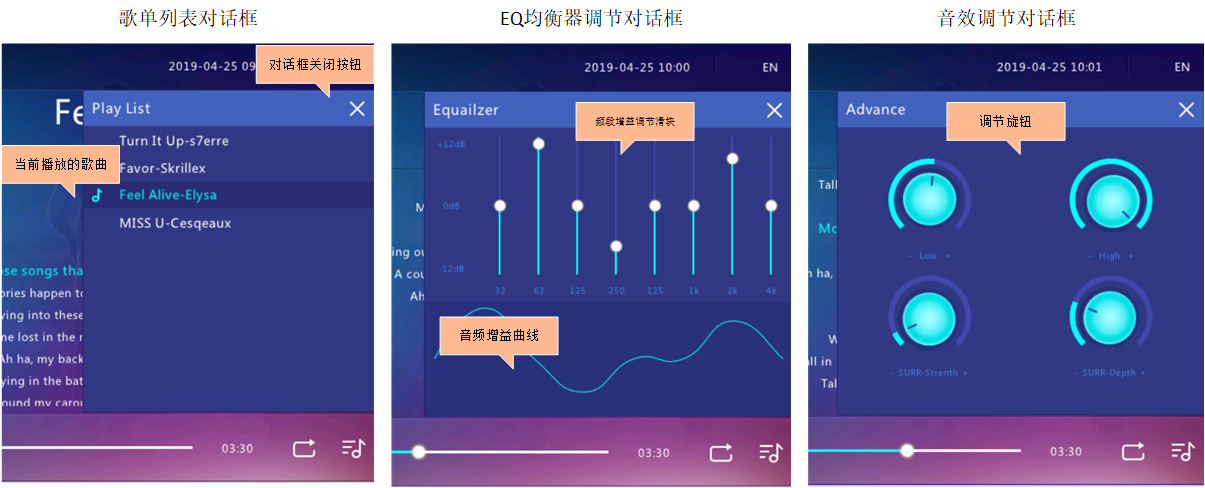 歌单列表对话框
EQ均衡器调节对话框
音效调节对话框
2019-04-25 09
对话框关闭按钮
Fe
Play List
Turn It Up-s7erre
当前播放的歌曲
Favor-Skrillex
Feel Alive-Elysa
MISS U-Cesqeaux
ose songs tha
ories happen to
ving into these
me lost in the r
Ah ha, my back
ying in the bat
ound my carou
03:30
2019-04-25 10:00
EN
Equailzer
频段增益调节滑块
+12dB
0dB
-12dB
32
63
125
250
125
1k
2k
4k
M
ing ou
A cou
Ah
音频增益曲线
03:30
2019-04-25 10:01
EN
Advance
调节旋钮
Tall
Mo
h ha,
W
all in
Tal
- Low +
- High +
- SURR-Strenth +
- SURR-Depth +
03:30